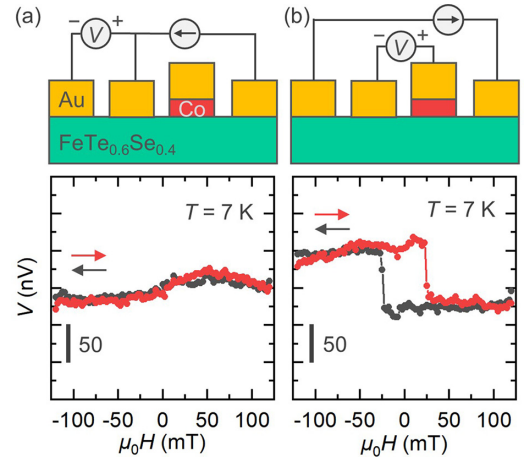 (a)
(b)
− V +
− V +
Au
Co
FeTe₀.₆Se₀.₄
T = 7 K
T = 7 K
V (nV)
50
50
-100 -50 0 50 100
-100 -50 0 50 100
μ₀H (mT)
μ₀H (mT)